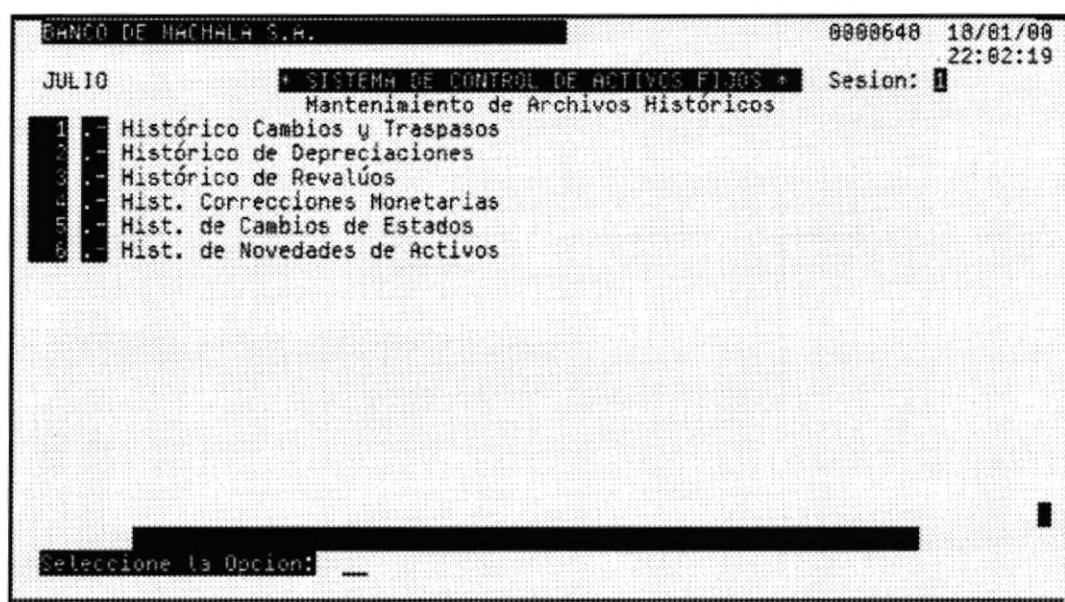 BANCO DE MACHALA S.A. 0000640 18/01/00
22:02:19
JULIO * SISTEMA DE CONTROL DE ACTIVOS FIJOS * Sesion: 1
Mantenimiento de Archivos Históricos
1 .- Histórico Cambios y Traspasos
2 .- Histórico de Depreciaciones
3 .- Histórico de Revalúos
4 .- Hist. Correcciones Monetarias
5 .- Hist. de Cambios de Estados
6 .- Hist. de Novedades de Activos
Seleccione la Opcion: __